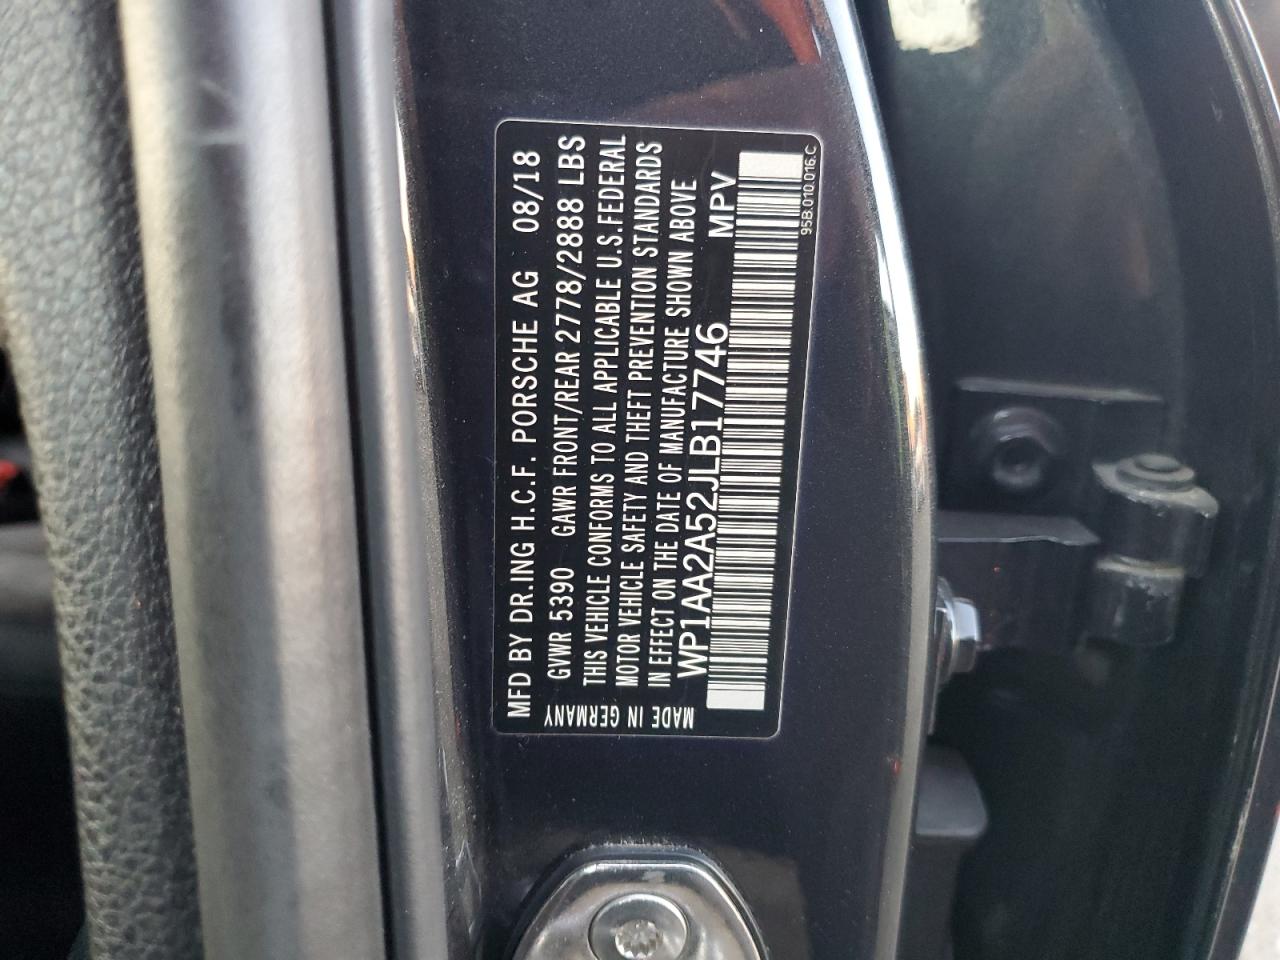 MFD BY DR.ING H.C.F. PORSCHE AG 08/18
GVWR 5390 GAWR FRONT/REAR 2778/2888 LBS
THIS VEHICLE CONFORMS TO ALL APPLICABLE U.S.FEDERAL
MOTOR VEHICLE SAFETY AND THEFT PREVENTION STANDARDS
IN EFFECT ON THE DATE OF MANUFACTURE SHOWN ABOVE
WP1AA2A52JLB17746 MPV
MADE IN GERMANY
95B.010.016.C